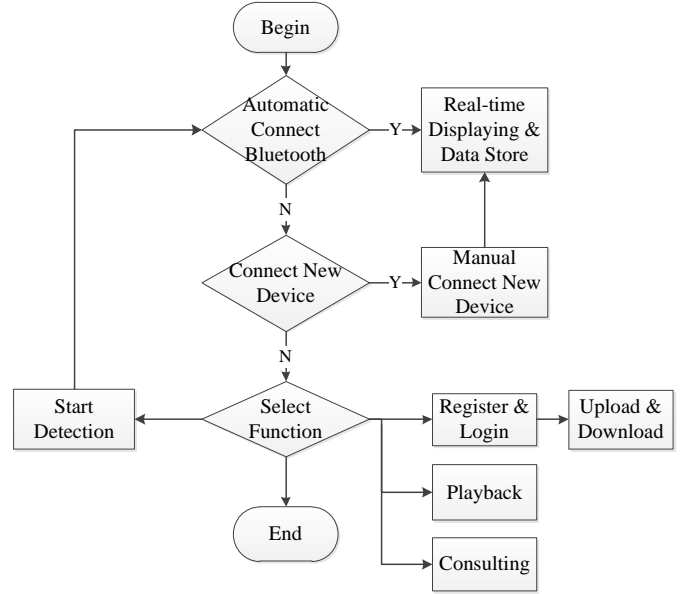 Begin
Automatic
Connect
Bluetooth
Y
Real-time
Displaying &
Data Store
N
Connect New
Device
Y
Manual
Connect New
Device
N
Start
Detection
Select
Function
Register &
Login
Upload &
Download
Playback
End
Consulting